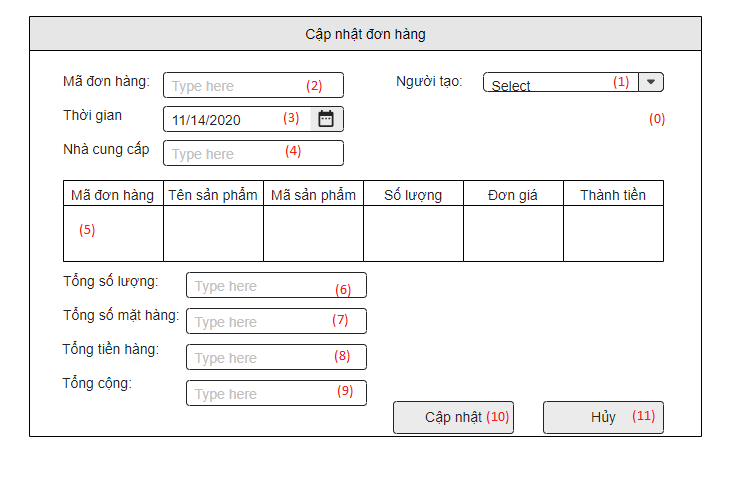 Cập nhật đơn hàng
Mã đơn hàng: Type here (2) Người tạo: Select (1)
Thời gian 11/14/2020 (3) (0)
Nhà cung cấp Type here (4)
Mã đơn hàng Tên sản phẩm Mã sản phẩm Số lượng Đơn giá Thành tiền
(5)
Tổng số lượng: Type here (6)
Tổng số mặt hàng: Type here (7)
Tổng tiền hàng: Type here (8)
Tổng cộng: Type here (9)
Cập nhật (10) Hủy (11)